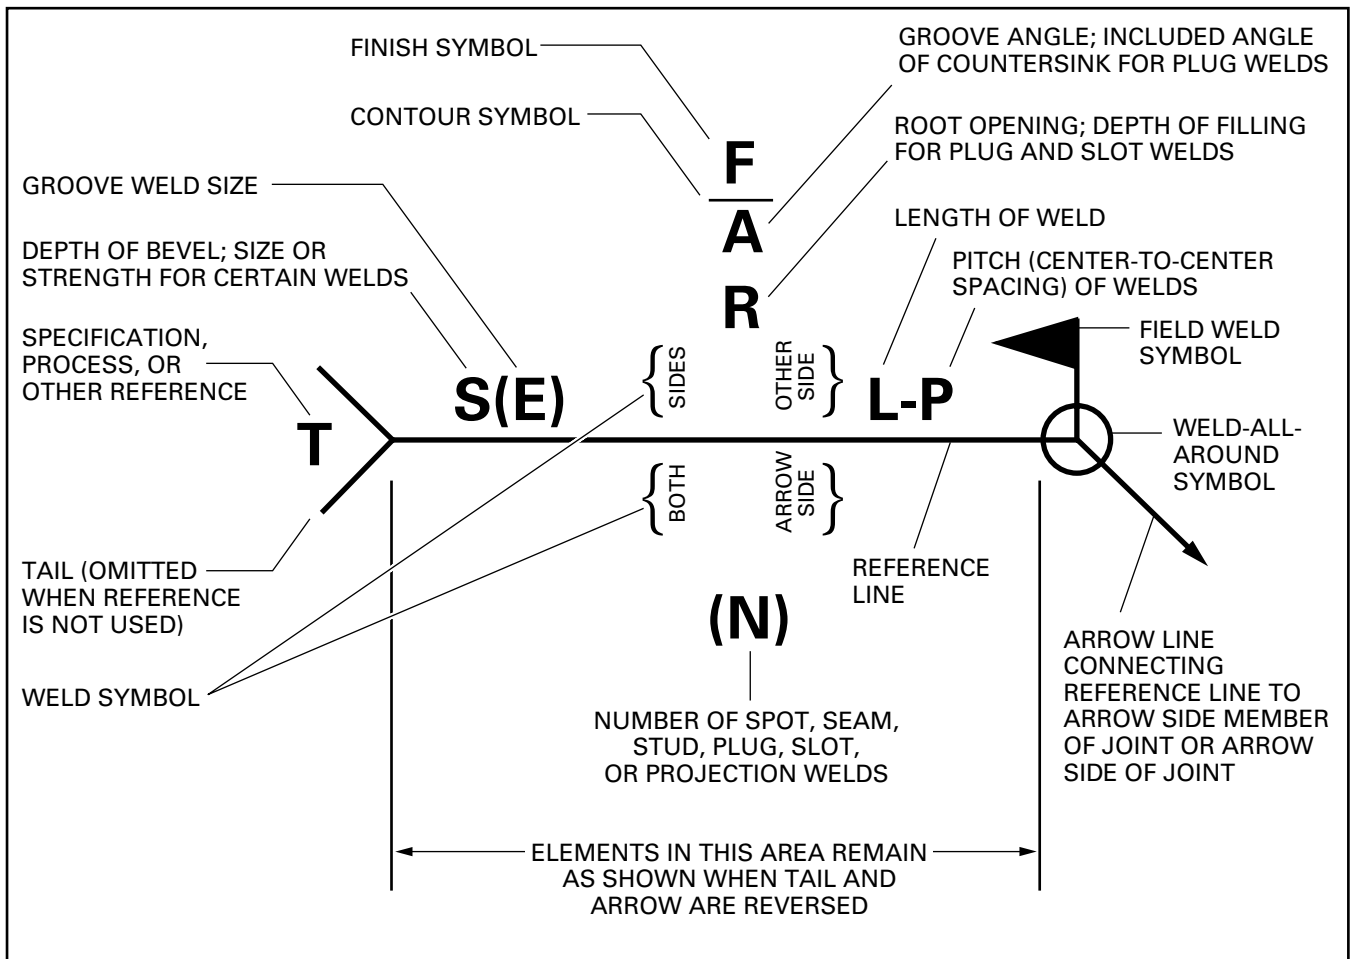 FINISH SYMBOL
GROOVE ANGLE; INCLUDED ANGLE
OF COUNTERSINK FOR PLUG WELDS
CONTOUR SYMBOL
ROOT OPENING; DEPTH OF FILLING
FOR PLUG AND SLOT WELDS
F
GROOVE WELD SIZE
A
LENGTH OF WELD
DEPTH OF BEVEL; SIZE OR
STRENGTH FOR CERTAIN WELDS
PITCH (CENTER-TO-CENTER
SPACING) OF WELDS
R
SPECIFICATION,
PROCESS, OR
OTHER REFERENCE
FIELD WELD
SYMBOL
S(E)
SIDES
OTHER
SIDE
L-P
T
WELD-ALL-
AROUND
SYMBOL
BOTH
ARROW
SIDE
TAIL (OMITTED
WHEN REFERENCE
IS NOT USED)
REFERENCE
LINE
(N)
ARROW LINE
CONNECTING
REFERENCE LINE TO
ARROW SIDE MEMBER
OF JOINT OR ARROW
SIDE OF JOINT
WELD SYMBOL
NUMBER OF SPOT, SEAM,
STUD, PLUG, SLOT,
OR PROJECTION WELDS
ELEMENTS IN THIS AREA REMAIN
AS SHOWN WHEN TAIL AND
ARROW ARE REVERSED